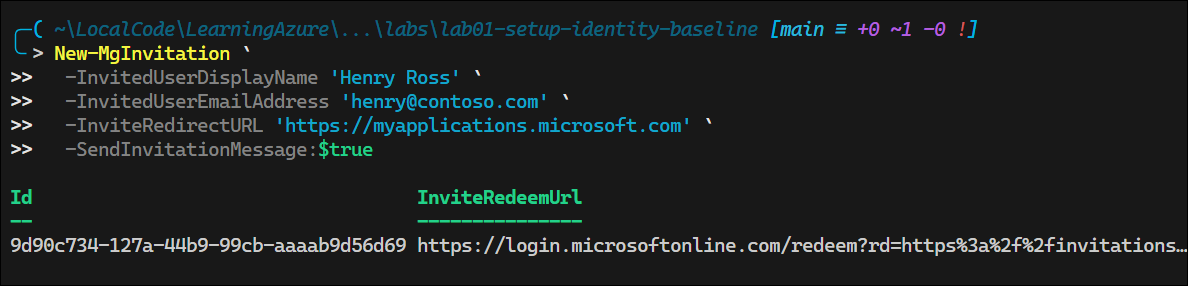 ( ~\LocalCode\LearningAzure\...\labs\lab01-setup-identity-baseline [main ≡ +0 ~1 -0 !]
> New-MgInvitation `
>> -InvitedUserDisplayName 'Henry Ross' `
>> -InvitedUserEmailAddress 'henry@contoso.com' `
>> -InviteRedirectURL 'https://myapplications.microsoft.com' `
>> -SendInvitationMessage:$true
Id InviteRedeemUrl
-- ---------------
9d90c734-127a-44b9-99cb-aaaab9d56d69 https://login.microsoftonline.com/redeem?rd=https%3a%2f%2finvitations…